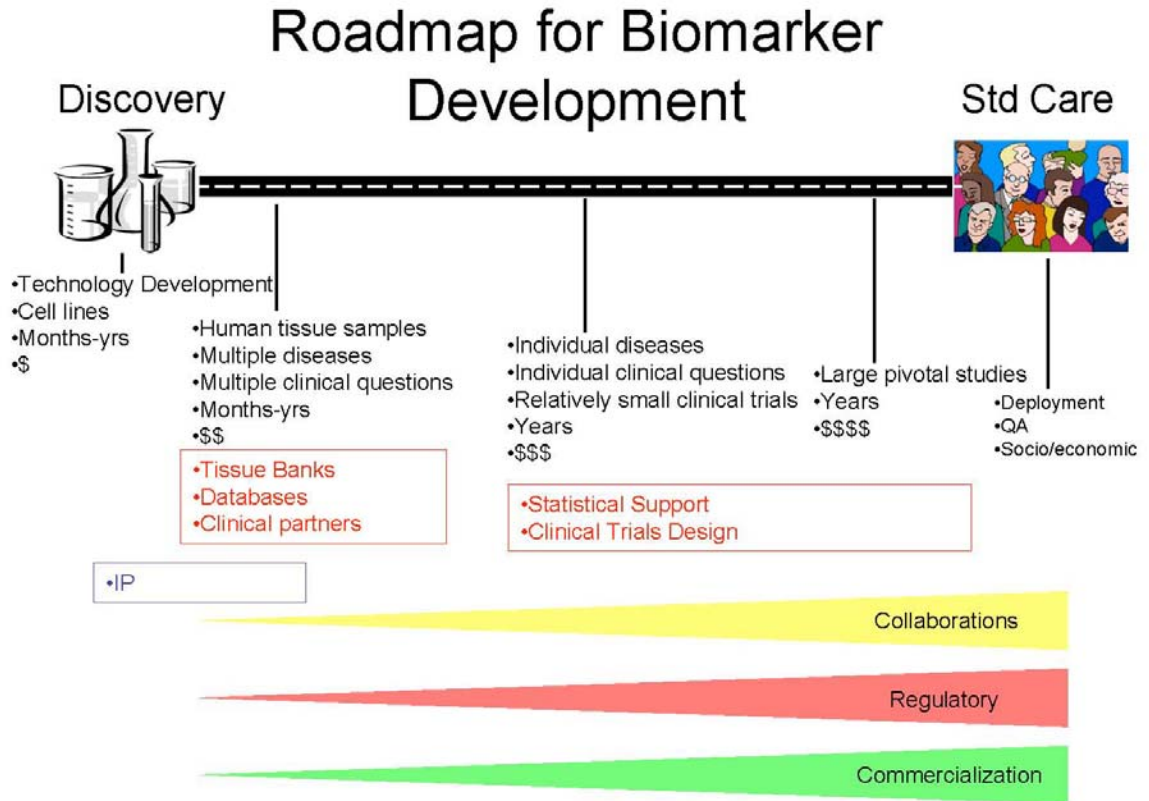 Roadmap for Biomarker
Development
Discovery
Std Care
•Technology Development
•Cell lines
•Months-yrs
•$
•Human tissue samples
•Multiple diseases
•Multiple clinical questions
•Months-yrs
•$$
•Tissue Banks
•Databases
•Clinical partners
•Individual diseases
•Individual clinical questions
•Relatively small clinical trials
•Years
•$$$
•Statistical Support
•Clinical Trials Design
•Large pivotal studies
•Years
•$$$$
•Deployment
•QA
•Socio/economic
•IP
Collaborations
Regulatory
Commercialization